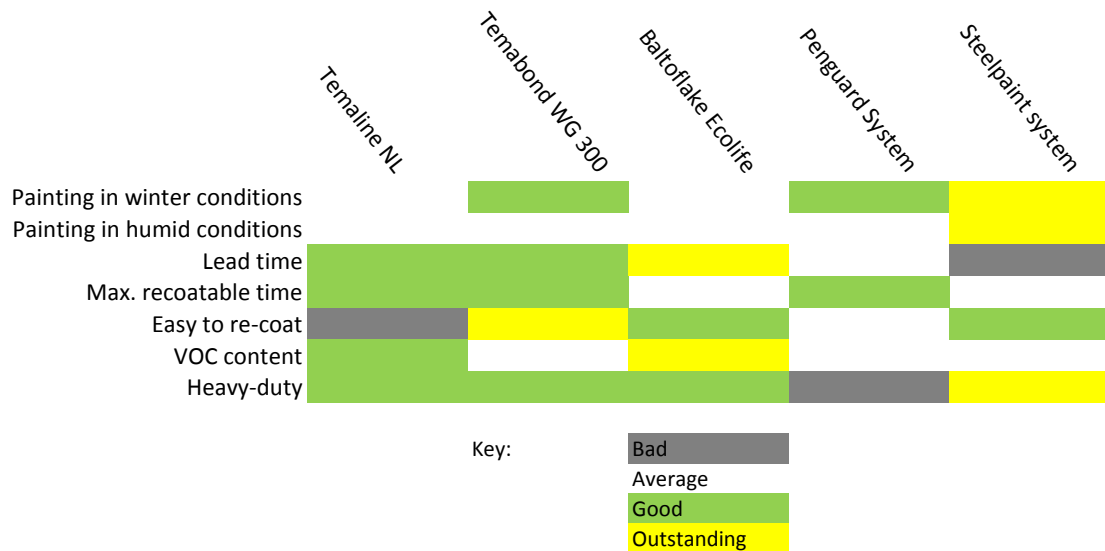 Temaline NL
Temabond WG 300
Baltoflake Ecolife
Penguard System
Steelpaint system
Painting in winter conditions
Painting in humid conditions
Lead time
Max. recoatable time
Easy to re-coat
VOC content
Heavy-duty
Key:
Bad
Average
Good
Outstanding